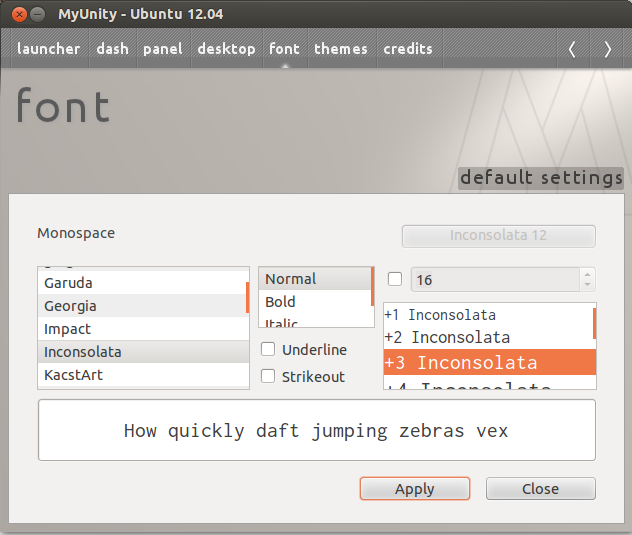 MyUnity - Ubuntu 12.04
launcher dash panel desktop font themes credits
font
default settings
Monospace
Inconsolata 12
Garuda
Georgia
Impact
Inconsolata
KacstArt
Normal
Bold
Italic
Underline
Strikeout
16
+1 Inconsolata
+2 Inconsolata
+3 Inconsolata
+4 Inconsolata
How quickly daft jumping zebras vex
Apply Close